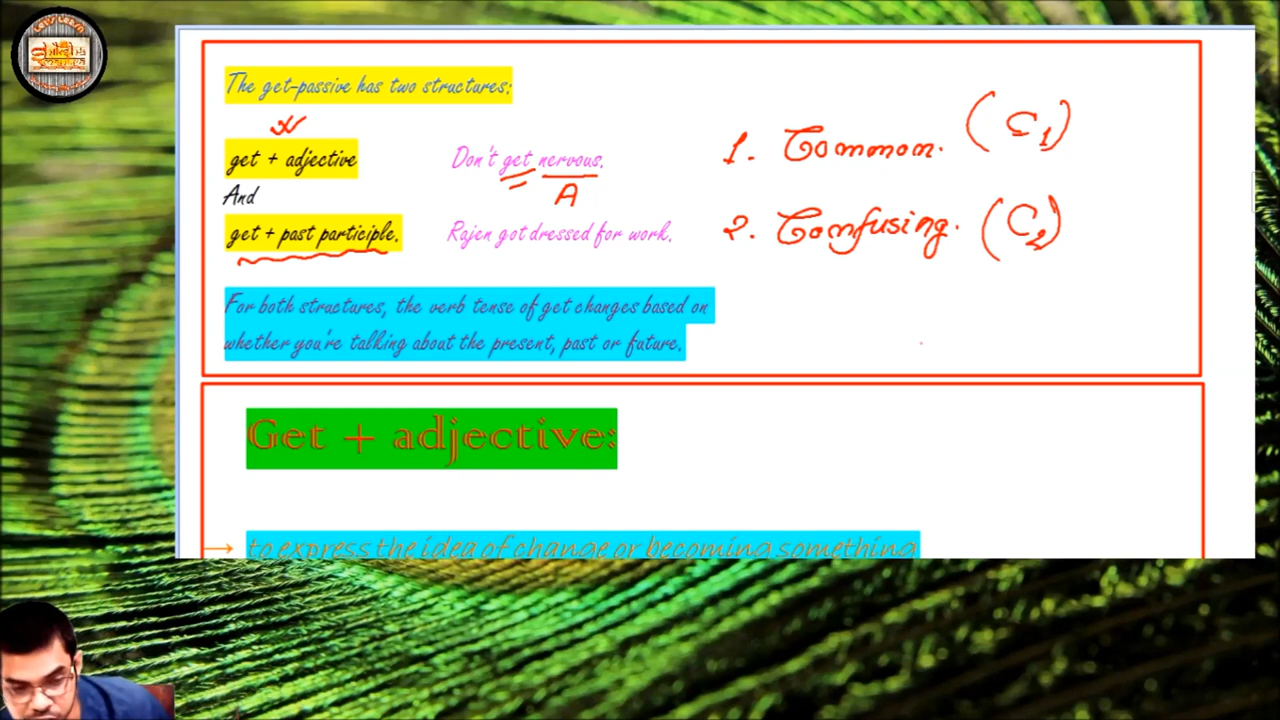 The get-passive has two structures:
get + adjective
Don't get nervous.
A
1. Common. (C1)
And
get + past participle.
Rajen got dressed for work.
2. Comfusing. (C2)
For both structures, the verb tense of get changes based on
whether you're talking about the present, past or future.
Get + adjective:
→ to express the idea of change or becoming something